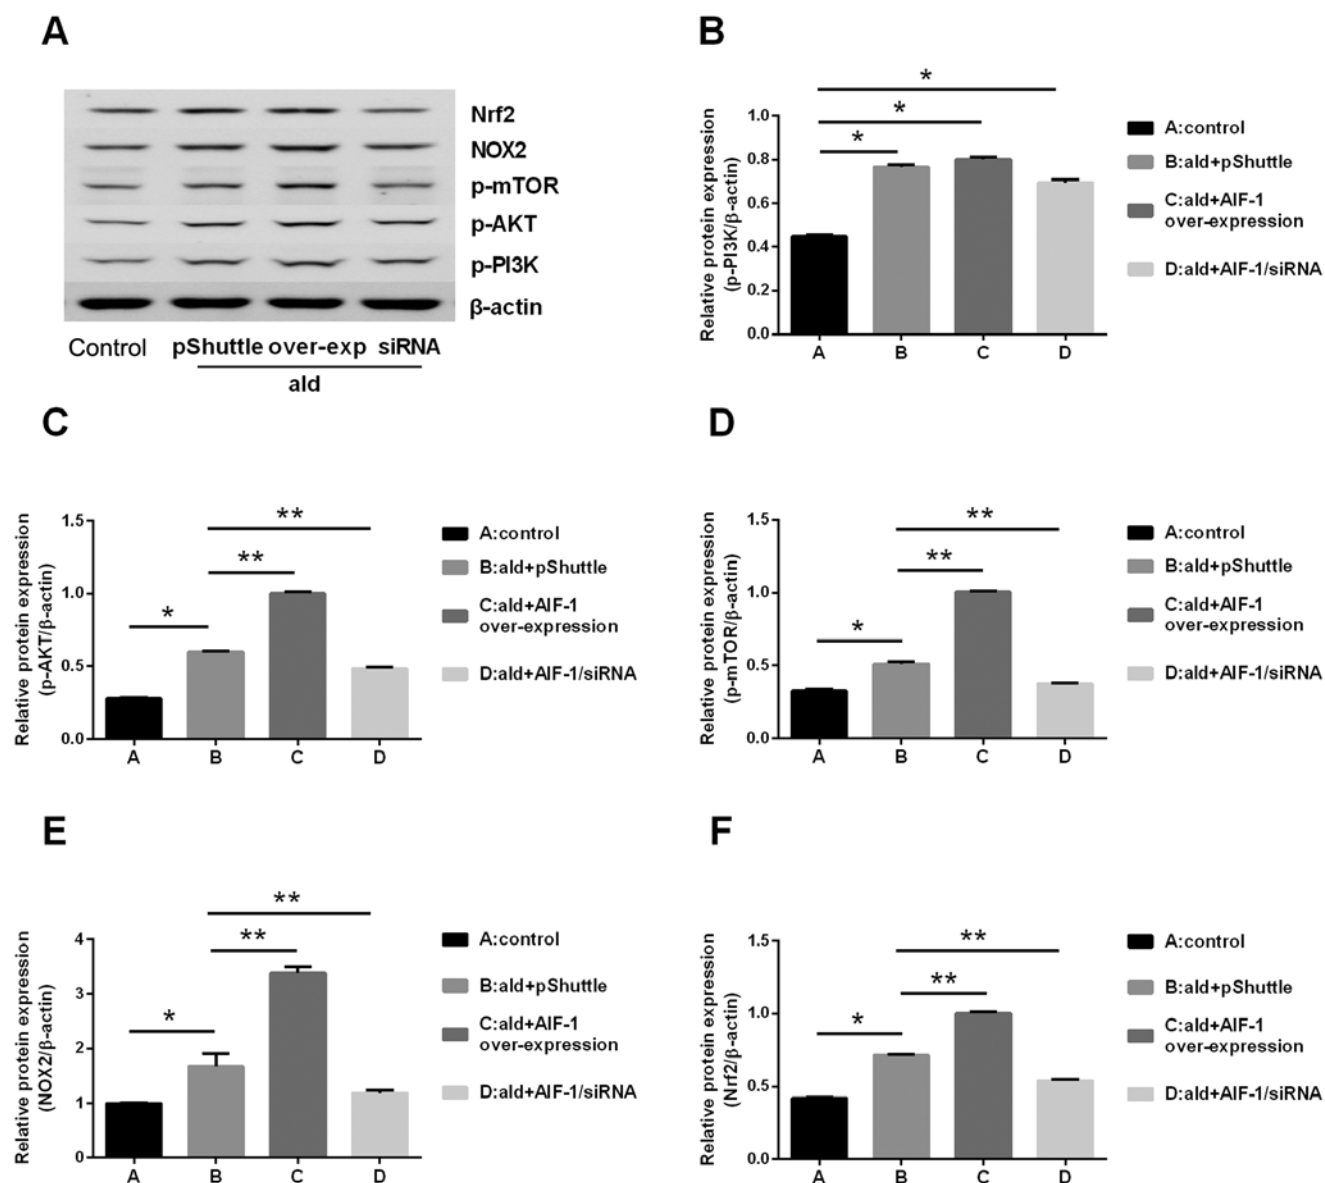 A
Nrf2
NOX2
p-mTOR
p-AKT
p-PI3K
β-actin
Control pShuttle over-exp siRNA
ald
B
Relative protein expression
(p-PI3K/β-actin)
1.0
0.8
0.6
0.4
0.2
0.0
*
*
*
A B C D
A:control
B:ald+pShuttle
C:ald+AIF-1
over-expression
D:ald+AIF-1/siRNA
C
Relative protein expression
(p-AKT/β-actin)
1.5
1.0
0.5
0.0
**
**
*
A B C D
A:control
B:ald+pShuttle
C:ald+AIF-1
over-expression
D:ald+AIF-1/siRNA
D
Relative protein expression
(p-mTOR/β-actin)
1.5
1.0
0.5
0.0
**
**
*
A B C D
A:control
B:ald+pShuttle
C:ald+AIF-1
over-expression
D:ald+AIF-1/siRNA
E
Relative protein expression
(NOX2/β-actin)
4
3
2
1
0
**
**
*
A B C D
A:control
B:ald+pShuttle
C:ald+AIF-1
over-expression
D:ald+AIF-1/siRNA
F
Relative protein expression
(Nrf2/β-actin)
1.5
1.0
0.5
0.0
**
**
*
A B C D
A:control
B:ald+pShuttle
C:ald+AIF-1
over-expression
D:ald+AIF-1/siRNA